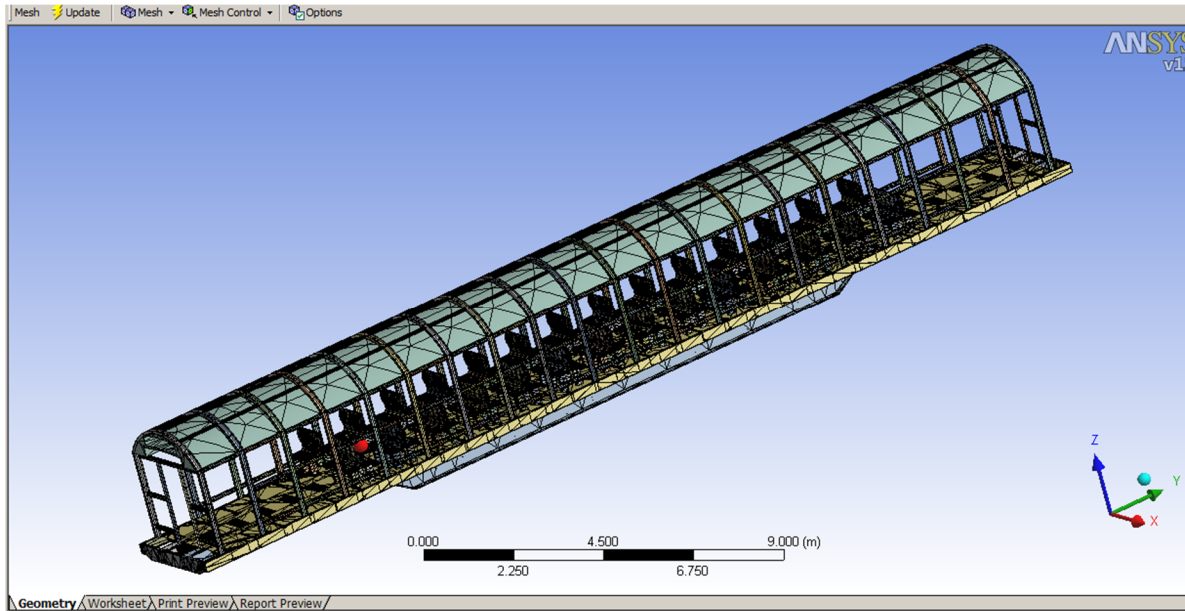 Mesh Update Mesh Mesh Control Options
ANSYS
v1
Z
Y
X
0.000 4.500 9.000 (m)
2.250 6.750
Geometry Worksheet Print Preview Report Preview